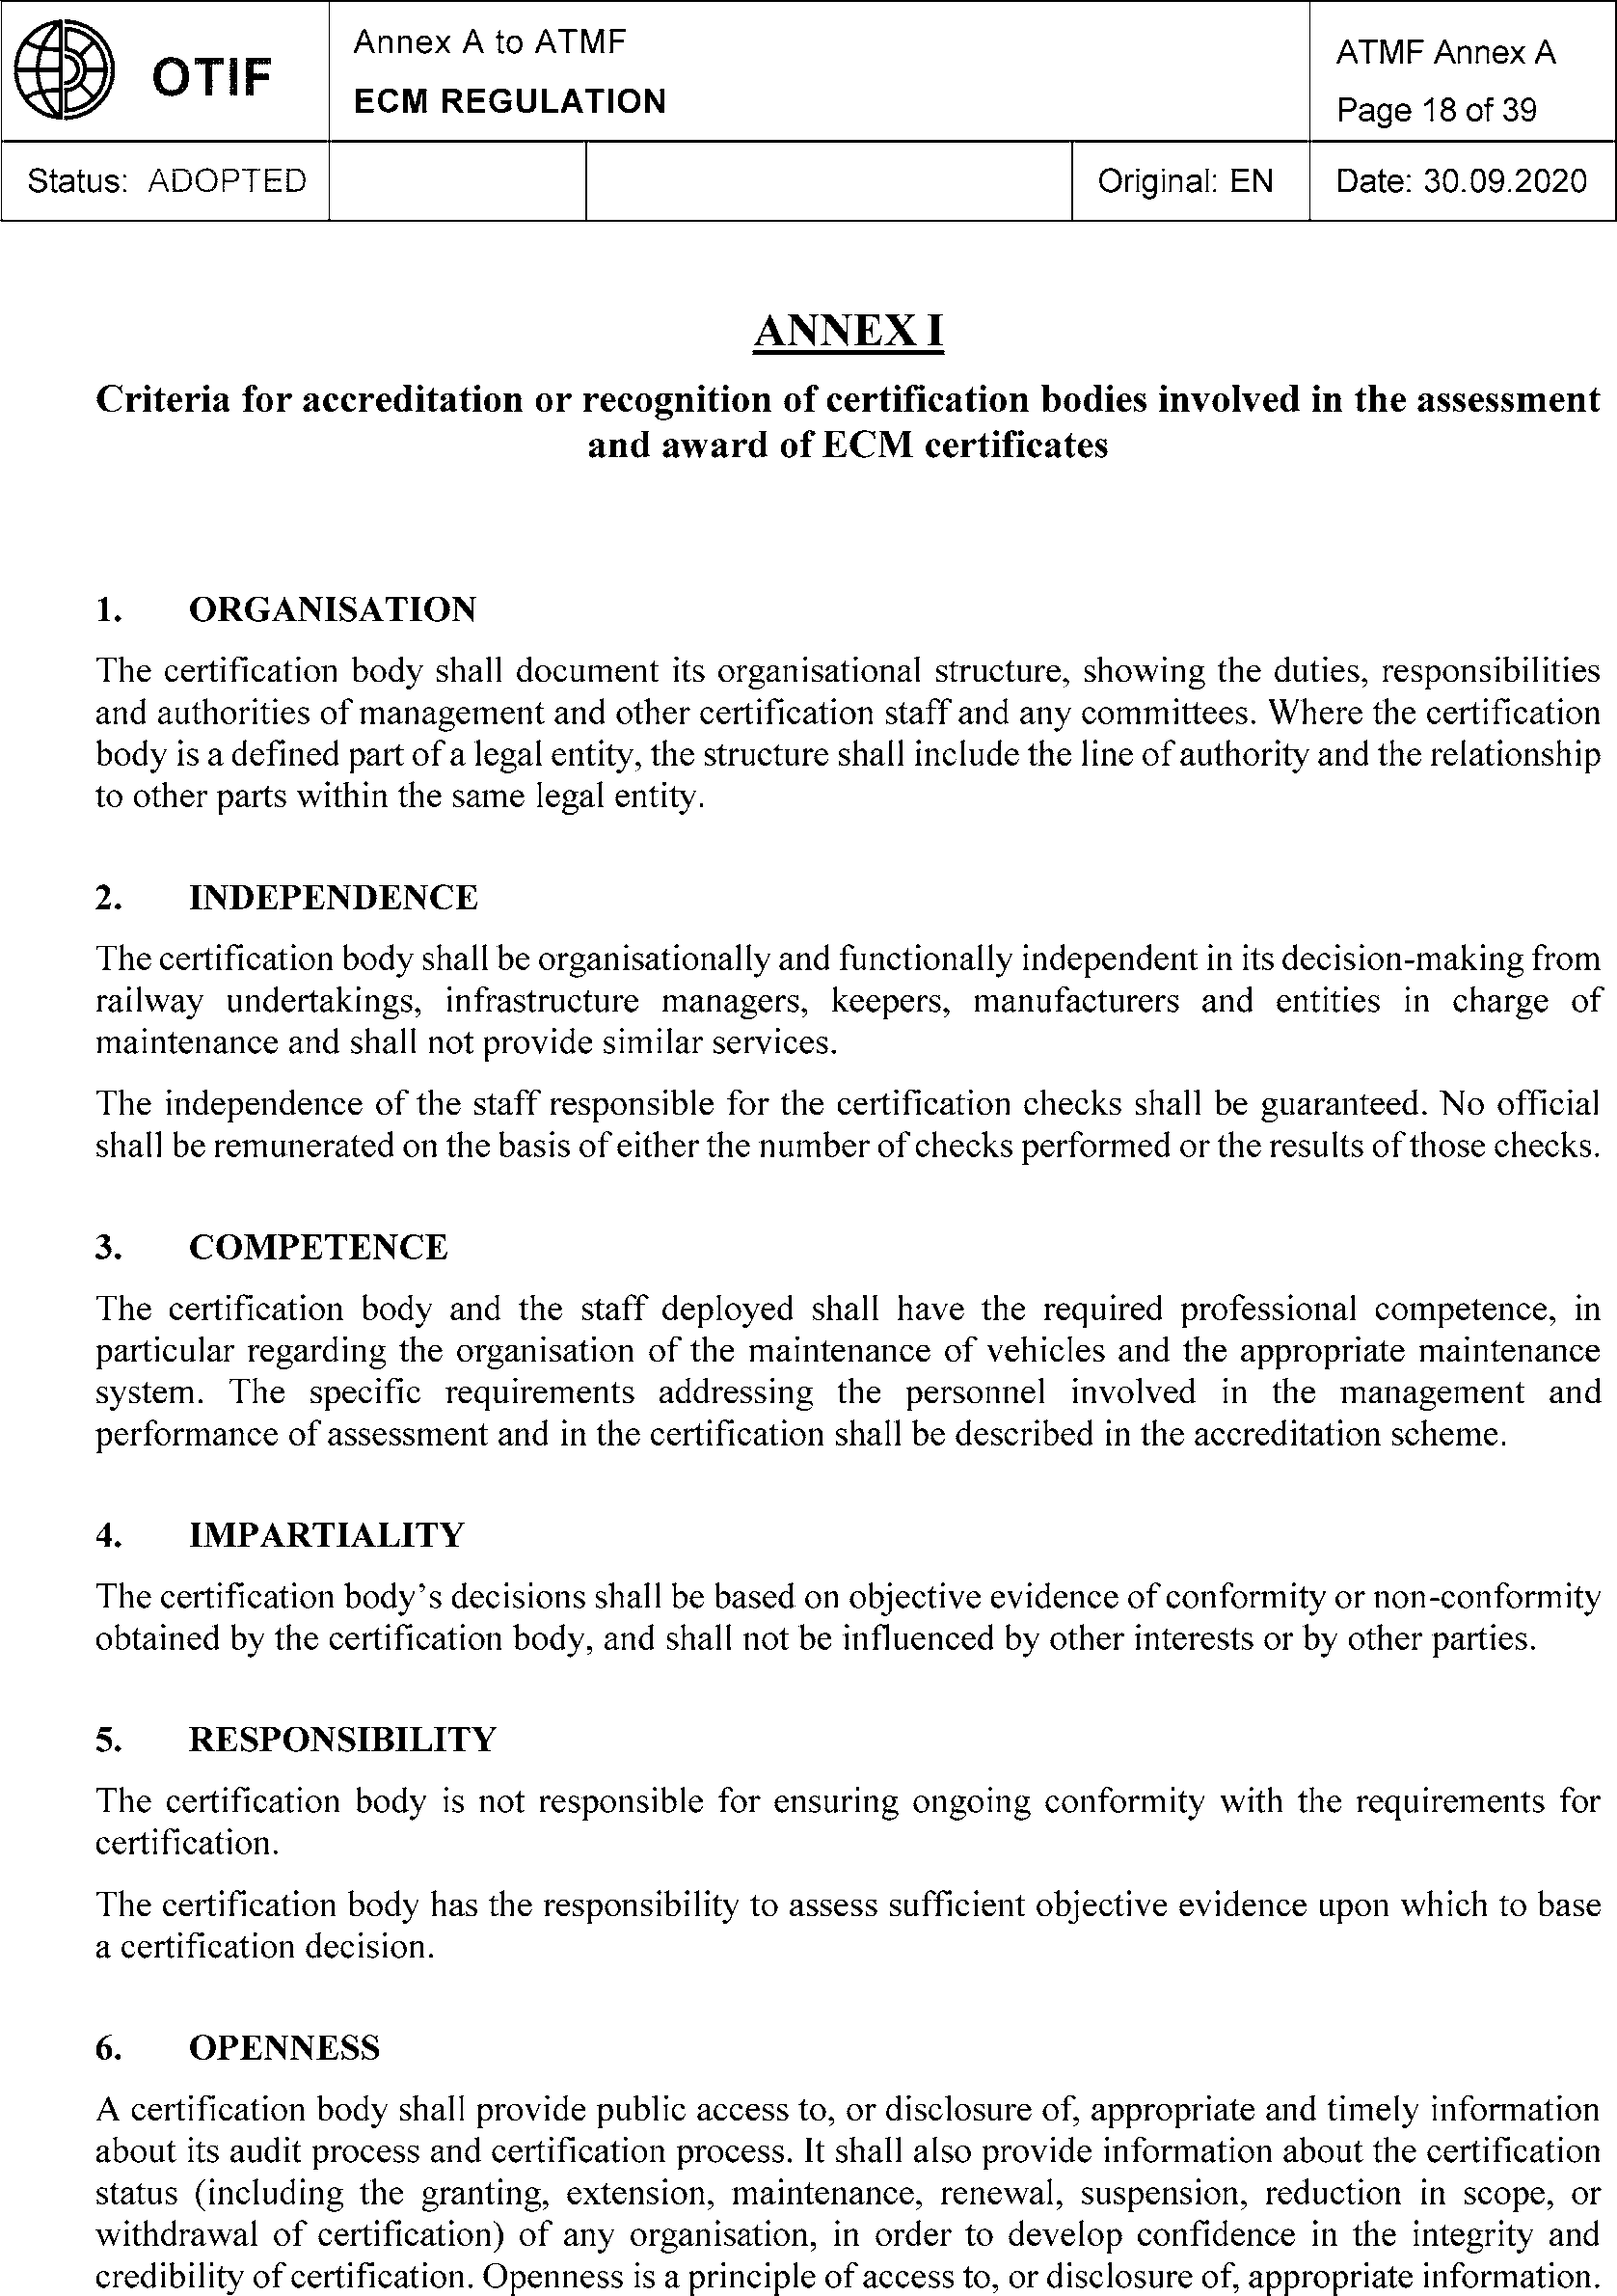 OTIF
Annex A to ATMF
ECM REGULATION
ATMF Annex A
Page 18 of 39
Status: ADOPTED
Original: EN
Date: 30.09.2020
ANNEX I
Criteria for accreditation or recognition of certification bodies involved in the assessment
and award of ECM certificates
1. ORGANISATION
The certification body shall document its organisational structure, showing the duties, responsibilities
and authorities of management and other certification staff and any committees. Where the certification
body is a defined part of a legal entity, the structure shall include the line of authority and the relationship
to other parts within the same legal entity.
2. INDEPENDENCE
The certification body shall be organisationally and functionally independent in its decision-making from
railway undertakings, infrastructure managers, keepers, manufacturers and entities in charge of
maintenance and shall not provide similar services.
The independence of the staff responsible for the certification checks shall be guaranteed. No official
shall be remunerated on the basis of either the number of checks performed or the results of those checks.
3. COMPETENCE
The certification body and the staff deployed shall have the required professional competence, in
particular regarding the organisation of the maintenance of vehicles and the appropriate maintenance
system. The specific requirements addressing the personnel involved in the management and
performance of assessment and in the certification shall be described in the accreditation scheme.
4. IMPARTIALITY
The certification body’s decisions shall be based on objective evidence of conformity or non-conformity
obtained by the certification body, and shall not be influenced by other interests or by other parties.
5. RESPONSIBILITY
The certification body is not responsible for ensuring ongoing conformity with the requirements for
certification.
The certification body has the responsibility to assess sufficient objective evidence upon which to base
a certification decision.
6. OPENNESS
A certification body shall provide public access to, or disclosure of, appropriate and timely information
about its audit process and certification process. It shall also provide information about the certification
status (including the granting, extension, maintenance, renewal, suspension, reduction in scope, or
withdrawal of certification) of any organisation, in order to develop confidence in the integrity and
credibility of certification. Openness is a principle of access to, or disclosure of, appropriate information.